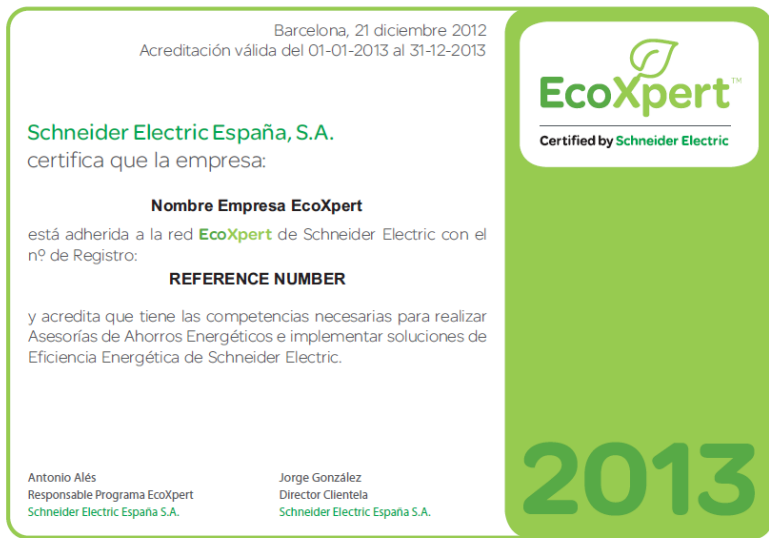 Barcelona, 21 diciembre 2012
Acreditación válida del 01-01-2013 al 31-12-2013
Schneider Electric España, S.A.
certifica que la empresa:
Nombre Empresa EcoXpert
está adherida a la red EcoXpert de Schneider Electric con el
nº de Registro:
REFERENCE NUMBER
y acredita que tiene las competencias necesarias para realizar
Asesorías de Ahorros Energéticos e implementar soluciones de
Eficiencia Energética de Schneider Electric.
Antonio Alés
Responsable Programa EcoXpert
Schneider Electric España S.A.
Jorge González
Director Clientela
Schneider Electric España S.A.
EcoXpert™
Certified by Schneider Electric
2013